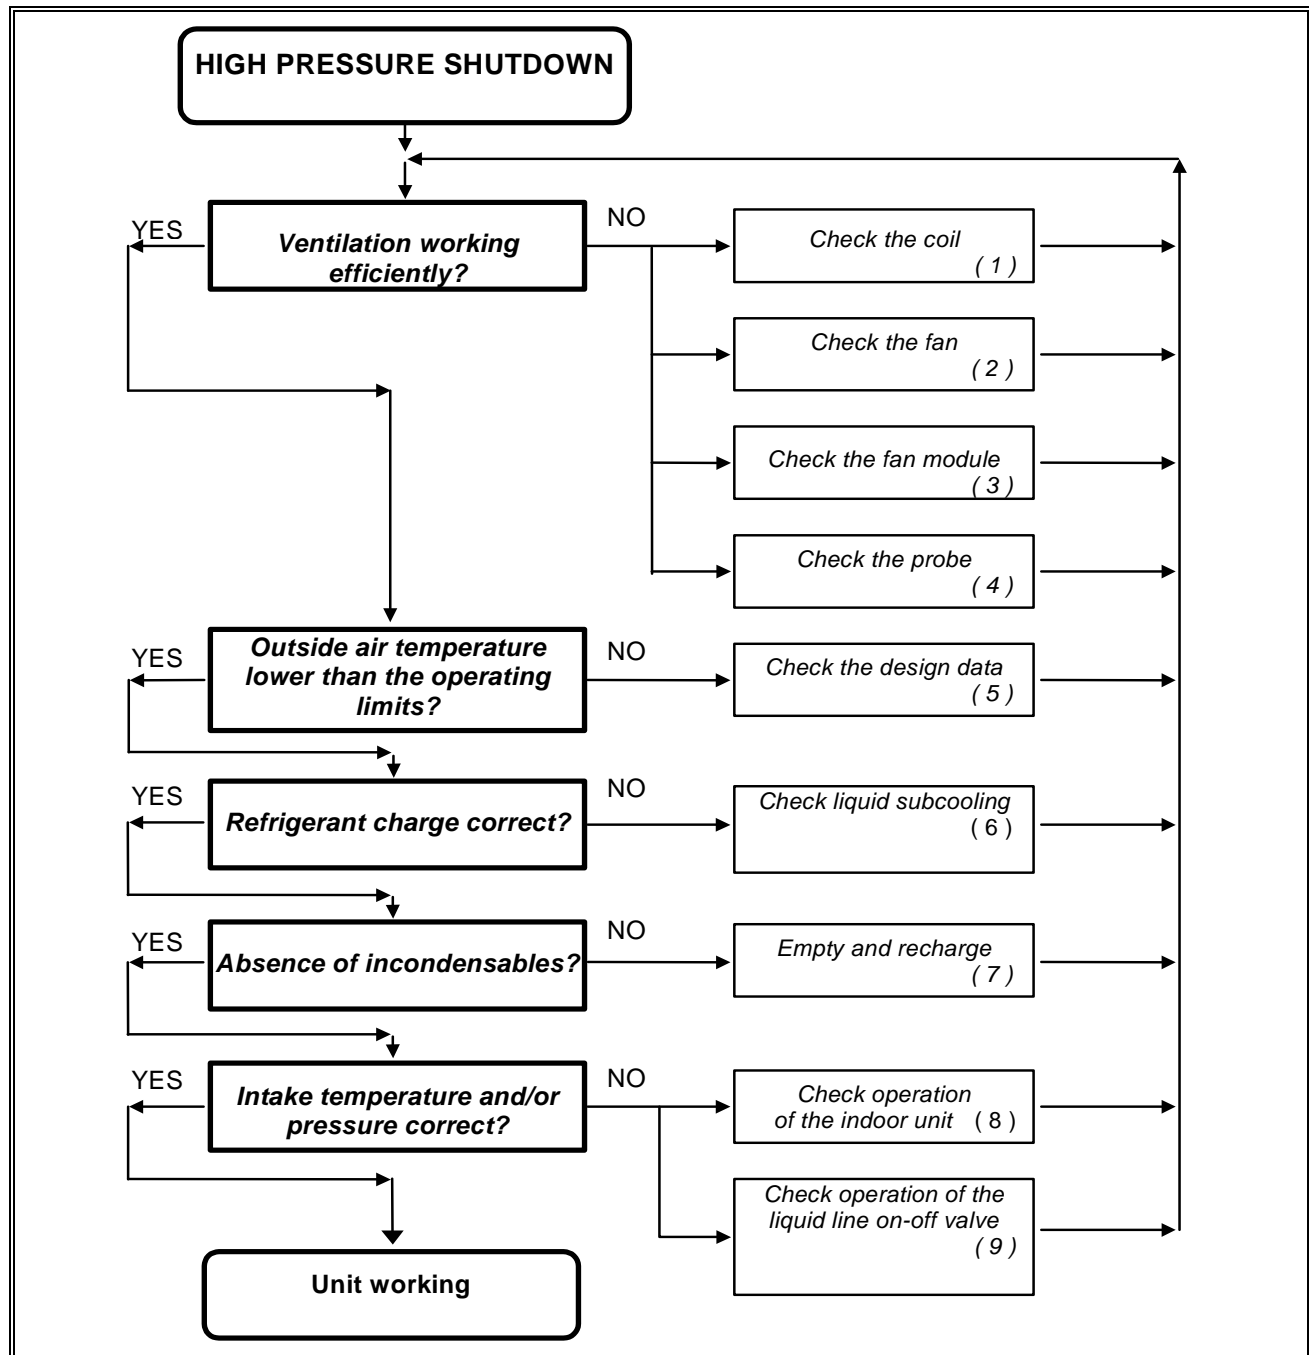 HIGH PRESSURE SHUTDOWN
YES
Ventilation working
efficiently?
NO
Check the coil
( 1 )
Check the fan
( 2 )
Check the fan module
( 3 )
Check the probe
( 4 )
YES
Outside air temperature
lower than the operating
limits?
NO
Check the design data
( 5 )
YES
Refrigerant charge correct?
NO
Check liquid subcooling
( 6 )
YES
Absence of incondensables?
NO
Empty and recharge
( 7 )
YES
Intake temperature and/or
pressure correct?
NO
Check operation
of the indoor unit ( 8 )
Check operation of the
liquid line on-off valve
( 9 )
Unit working